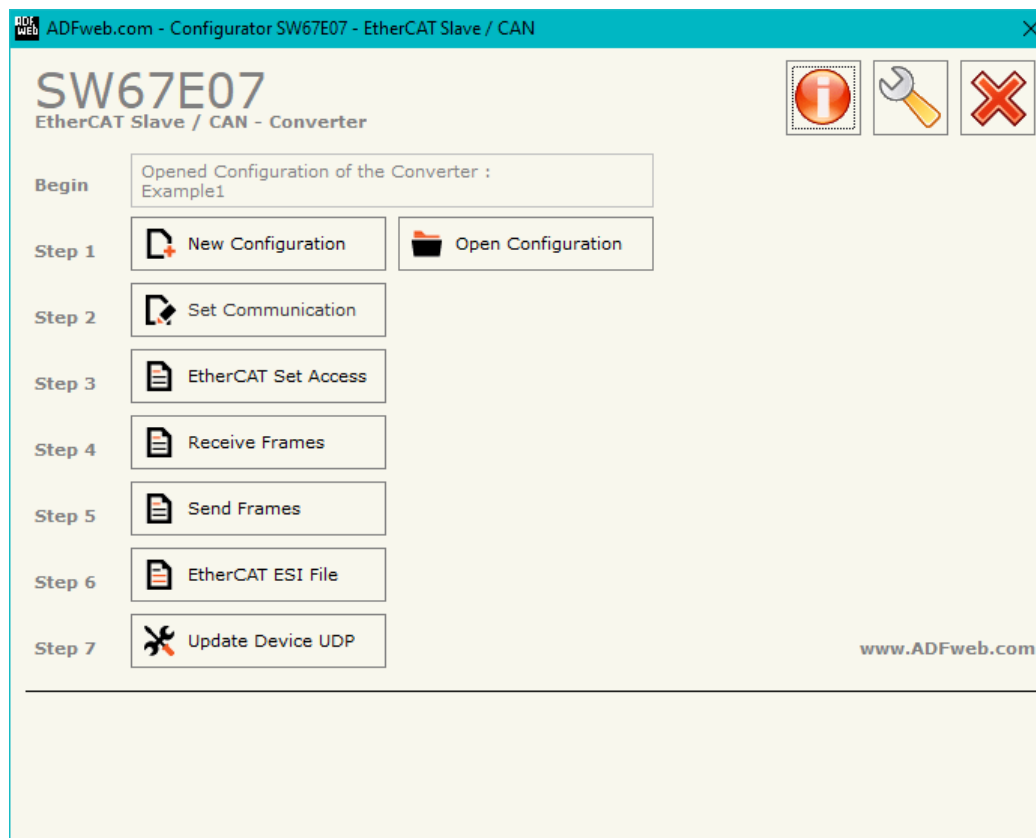 ADF
WEB
ADFweb.com - Configurator SW67E07 - EtherCAT Slave / CAN
SW67E07
EtherCAT Slave / CAN - Converter
Begin
Opened Configuration of the Converter :
Example1
Step 1
New Configuration
Open Configuration
Step 2
Set Communication
Step 3
EtherCAT Set Access
Step 4
Receive Frames
Step 5
Send Frames
Step 6
EtherCAT ESI File
Step 7
Update Device UDP
www.ADFweb.com